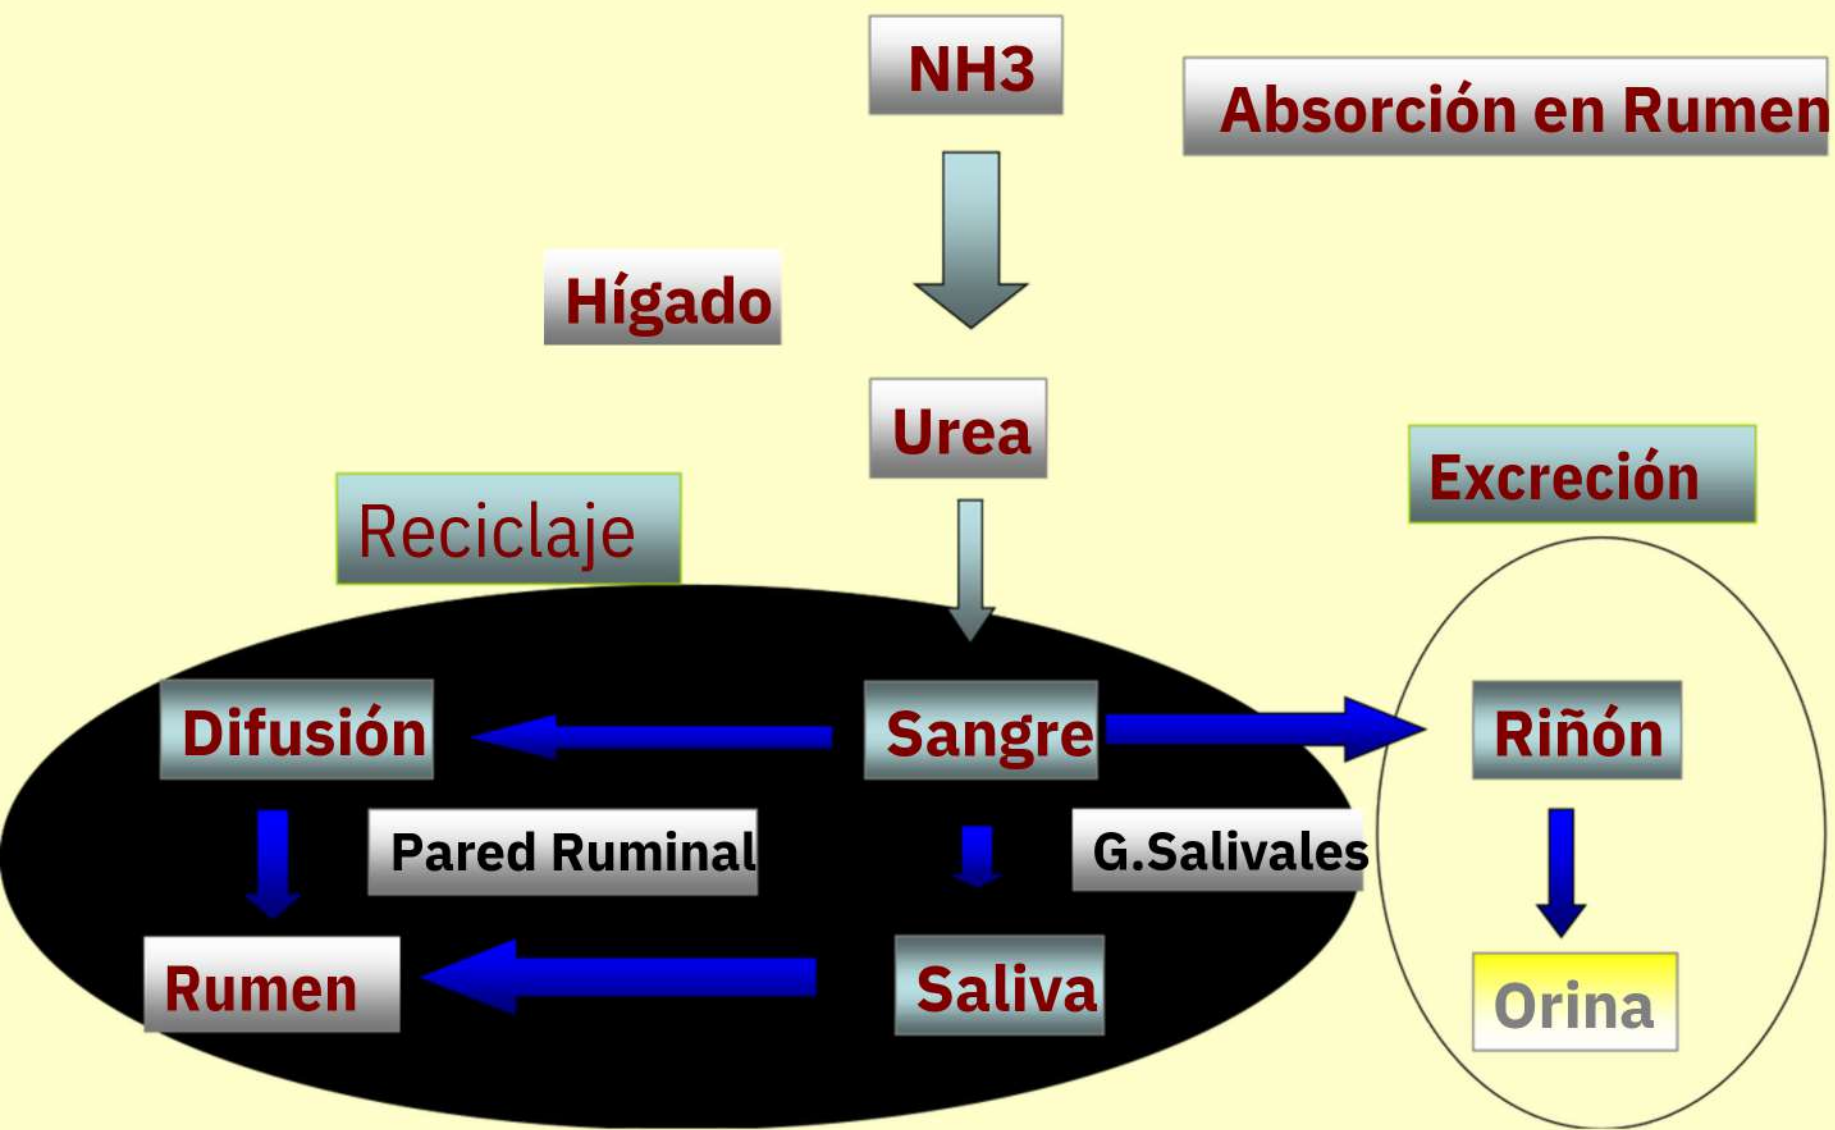 NH3
Absorción en Rumen
Hígado
Urea
Excreción
Reciclaje
Difusión
Sangre
Riñón
Pared Ruminal
G.Salivales
Rumen
Saliva
Orina